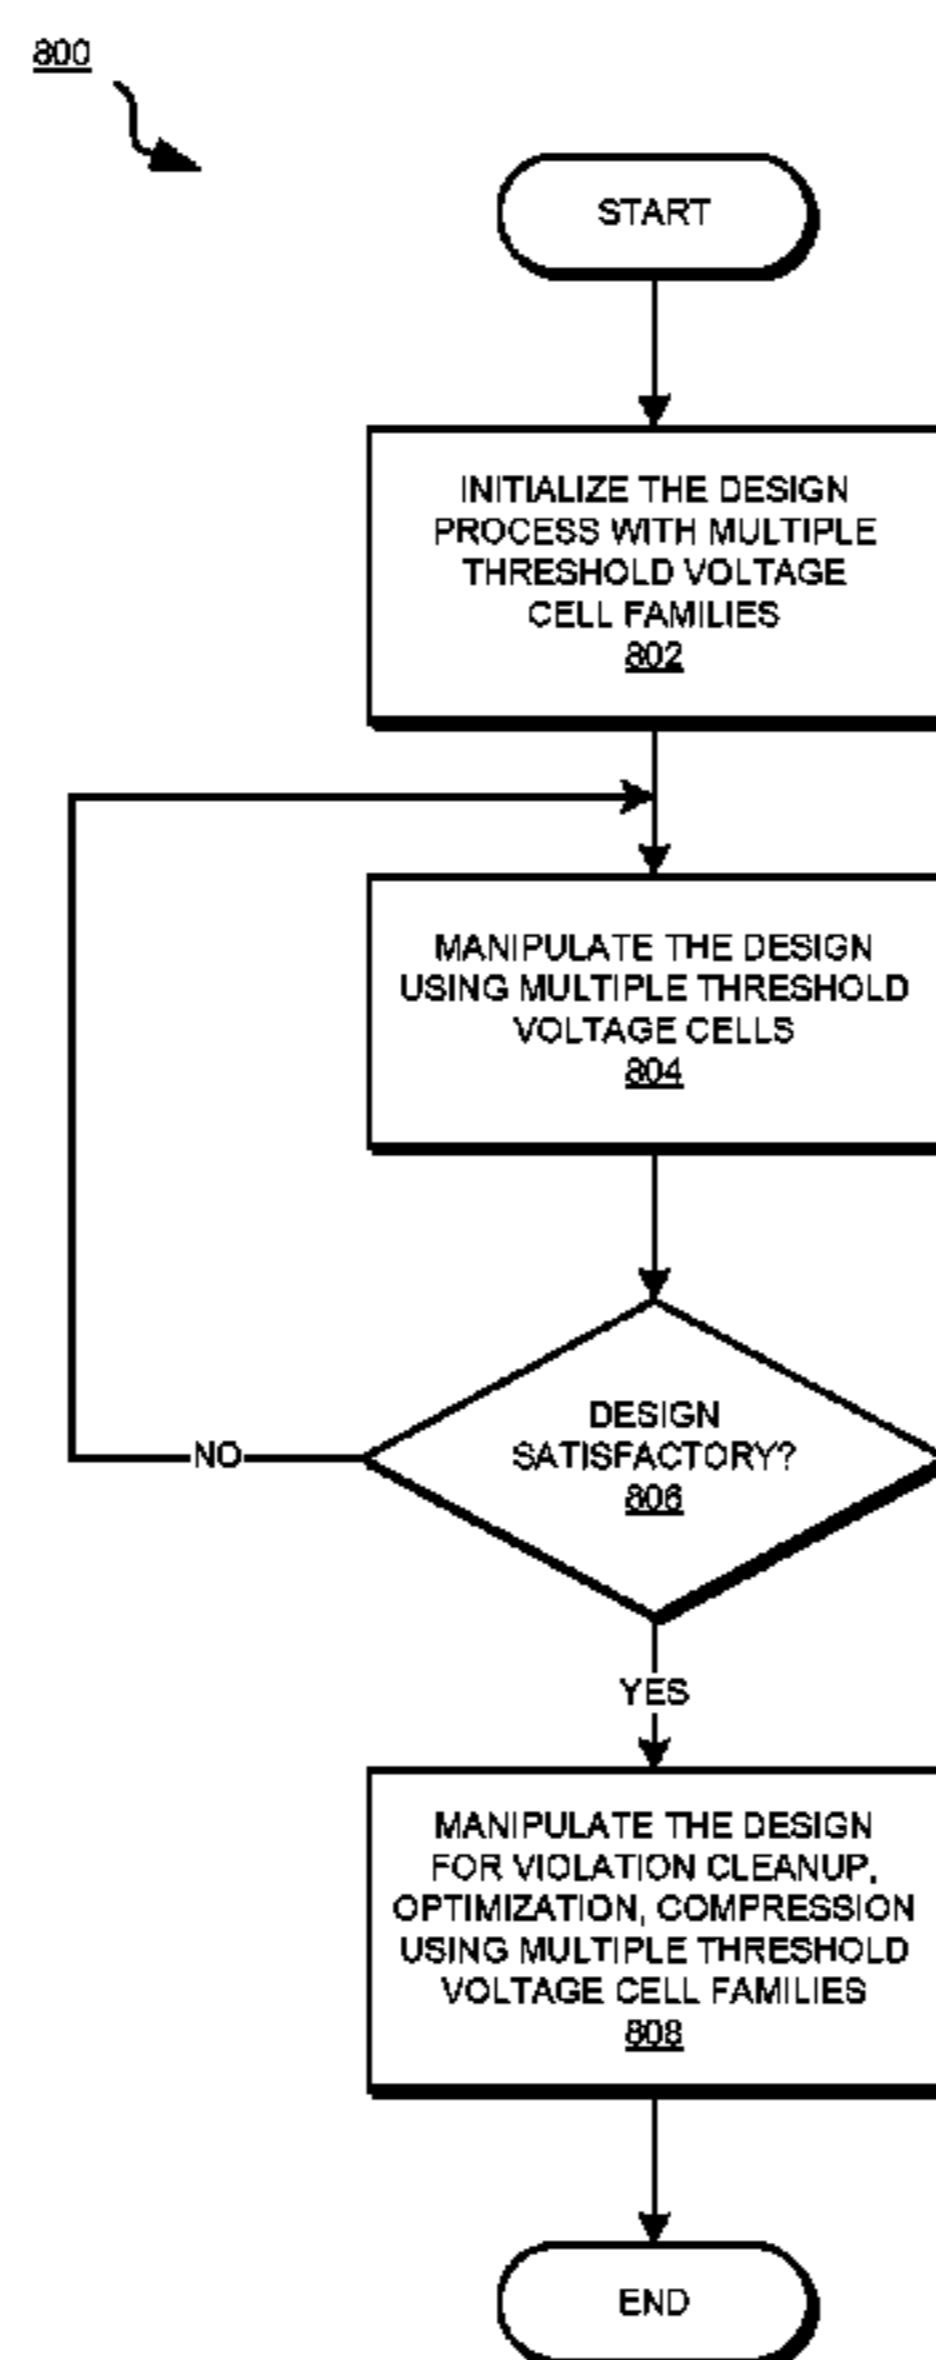 800
START
INITIALIZE THE DESIGN
PROCESS WITH MULTIPLE
THRESHOLD VOLTAGE
CELL FAMILIES
802
MANIPULATE THE DESIGN
USING MULTIPLE THRESHOLD
VOLTAGE CELLS
804
DESIGN
SATISFACTORY?
806
NO
YES
MANIPULATE THE DESIGN
FOR VIOLATION CLEANUP,
OPTIMIZATION, COMPRESSION
USING MULTIPLE THRESHOLD
VOLTAGE CELL FAMILIES
808
END